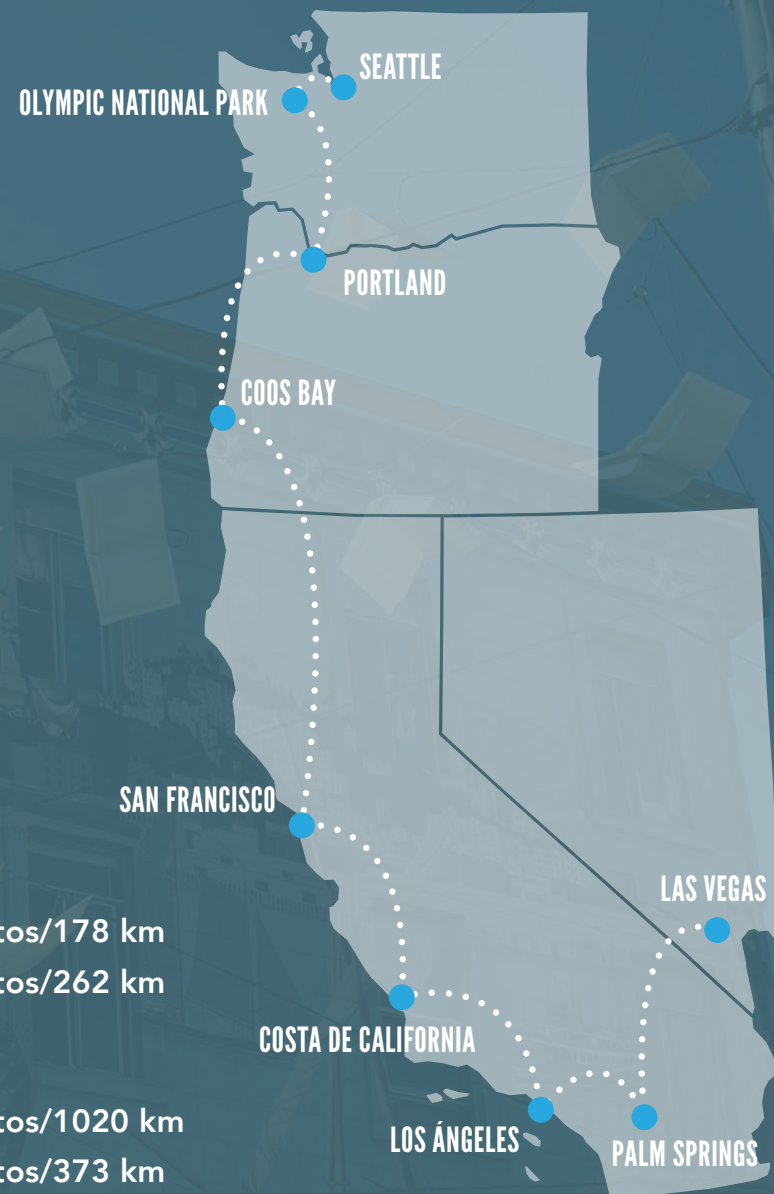 SEATTLE
OLYMPIC NATIONAL PARK
PORTLAND
COOS BAY
SAN FRANCISCO
LAS VEGAS
tos/178 km
tos/262 km
COSTA DE CALIFORNIA
tos/1020 km
LOS ÁNGELES
PALM SPRINGS
tos/373 km